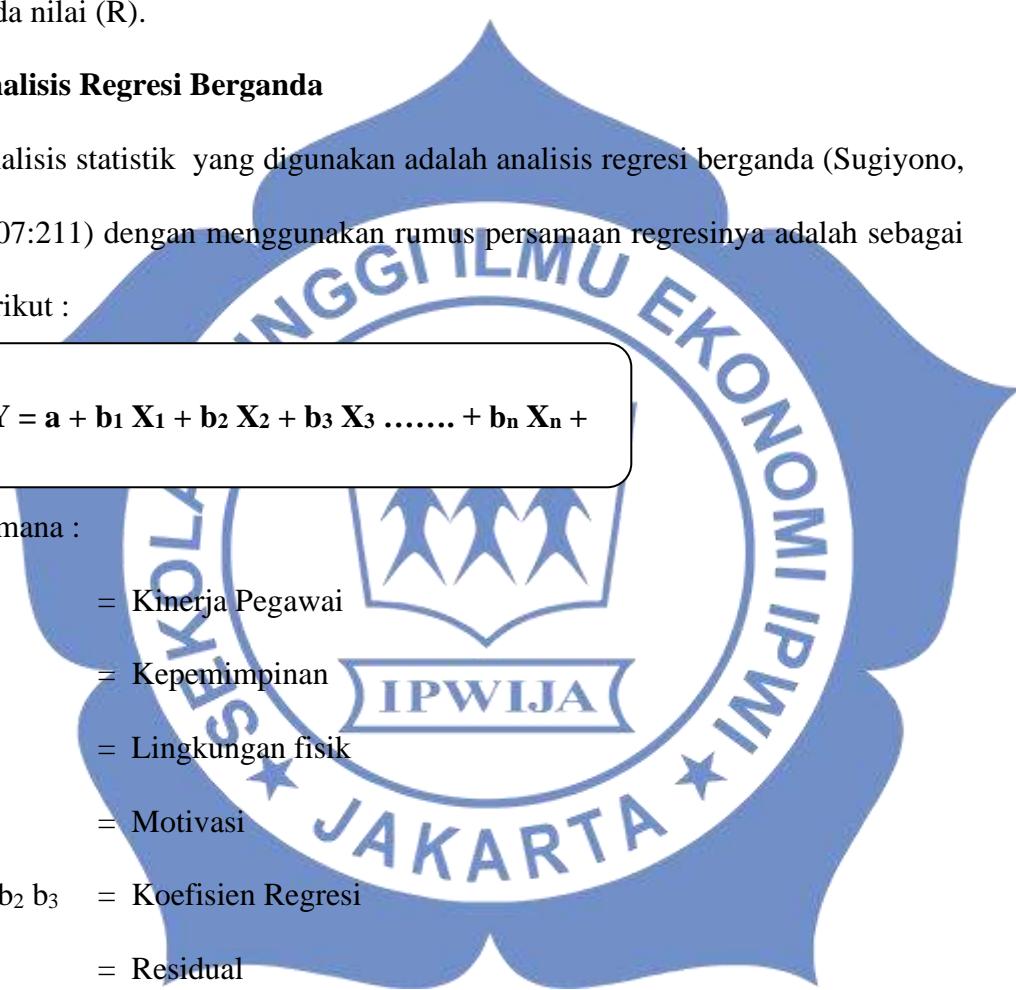 da nilai (R).
nalisis Regresi Berganda
nalisis statistik yang digunakan adalah analisis regresi berganda (Sugiyono,
07:211) dengan menggunakan rumus persamaan regresinya adalah sebagai
rikut :
Y = a + b₁ X₁ + b₂ X₂ + b₃ X₃ ……. + bₙ Xₙ +
mana :
= Kinerja Pegawai
= Kepemimpinan
= Lingkungan fisik
= Motivasi
b₂ b₃ = Koefisien Regresi
= Residual
SEKOLA NGGI ILMU EKONOMI IPWI
JAKARTA
IPWIJA